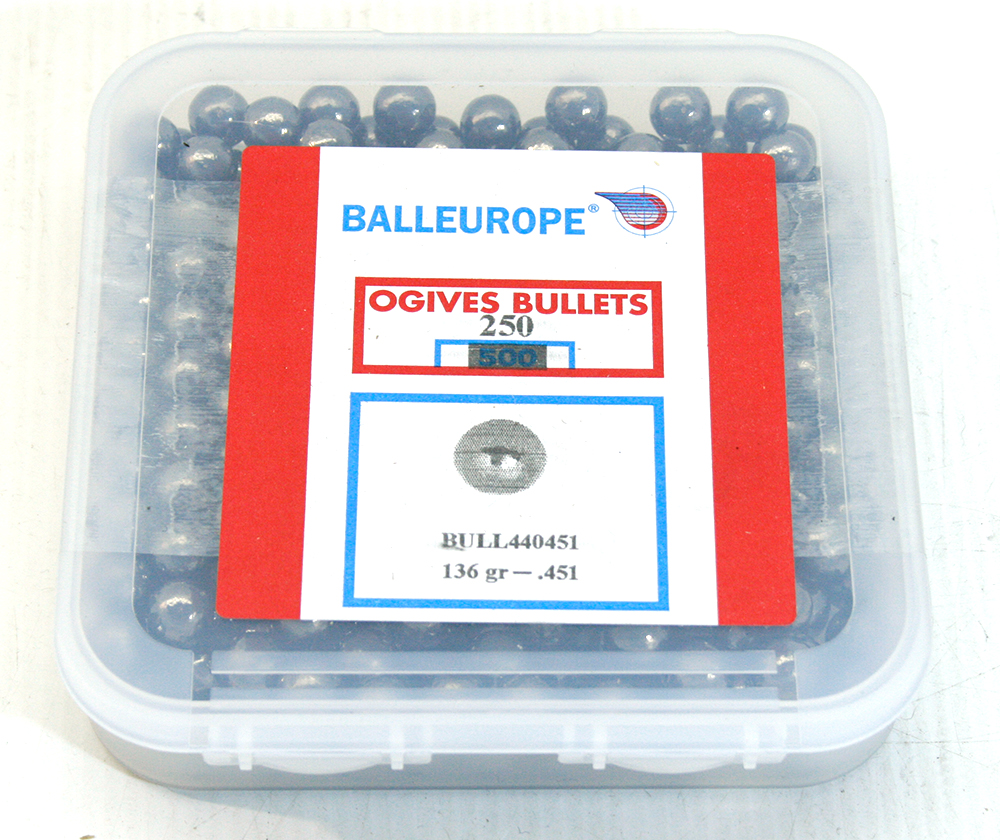 BALLEUROPE®
OGIVES BULLETS
250
500
BULL440451
136 gr – .451